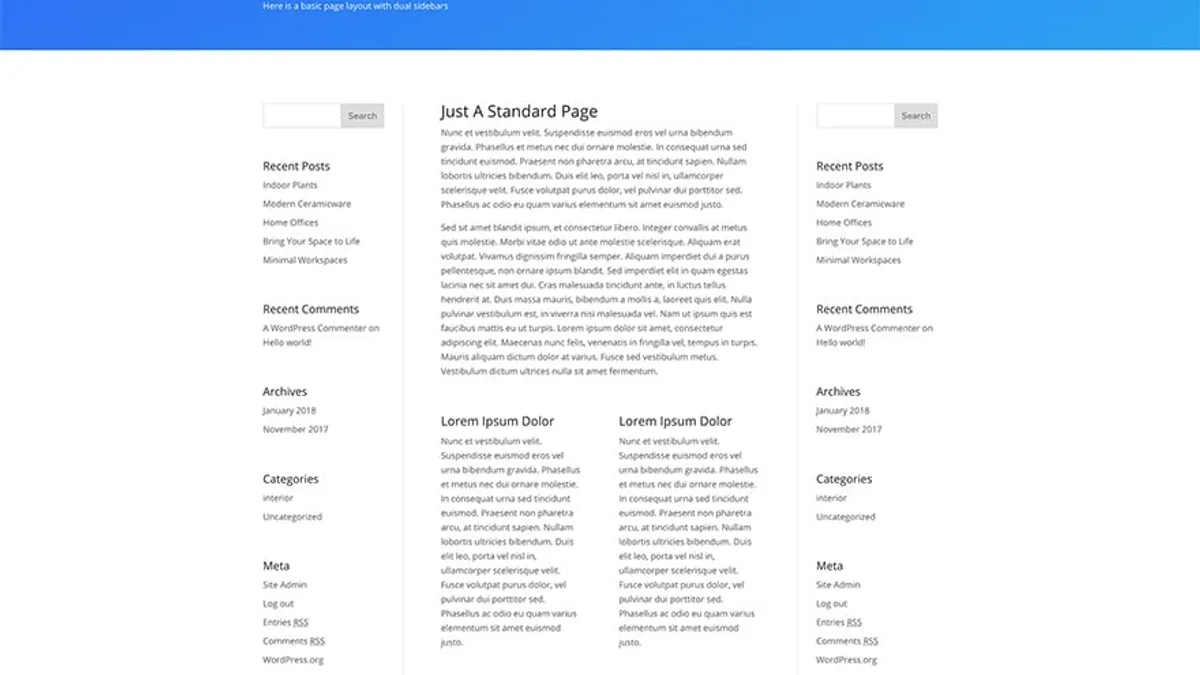 Here is a basic page layout with dual sidebars
Search
Recent Posts
Indoor Plants
Modern Ceramicware
Home Offices
Bring Your Space to Life
Minimal Workspaces
Recent Comments
A WordPress Commenter on
Hello world!
Archives
January 2018
November 2017
Categories
interior
Uncategorized
Meta
Site Admin
Log out
Entries RSS
Comments RSS
WordPress.org
Just A Standard Page
Nunc et vestibulum velit. Suspendisse euismod eros vel urna bibendum
gravida. Phasellus et metus nec dui ornare molestie. In consequat urna sed
tincidunt euismod. Praesent non pharetra arcu, at tincidunt sapien. Nullam
lobortis ultricies bibendum. Duis elit leo, porta vel nisl in, ullamcorper
scelerisque velit. Fusce volutpat purus dolor, vel pulvinar dui porttitor sed.
Phasellus ac odio eu quam varius elementum sit amet euismod justo.
Sed sit amet blandit ipsum, et consectetur libero. Integer convallis at metus
quis molestie. Morbi vitae odio ut ante molestie scelerisque. Aliquam erat
volutpat. Vivamus dignissim fringilla semper. Aliquam imperdiet dui a purus
pellentesque, non ornare ipsum blandit. Sed imperdiet elit in quam egestas
lacinia nec sit amet dui. Cras malesuada tincidunt ante, in luctus tellus
hendrerit at. Duis massa mauris, bibendum a mollis a, laoreet quis elit. Nulla
pulvinar vestibulum est, in viverra nisi malesuada vel. Nam ut ipsum quis est
faucibus mattis eu ut turpis. Lorem ipsum dolor sit amet, consectetur
adipiscing elit. Maecenas nunc felis, venenatis in fringilla vel, tempus in turpis.
Mauris aliquam dictum dolor at varius. Fusce sed vestibulum metus.
Vestibulum dictum ultrices nulla sit amet fermentum.
Lorem Ipsum Dolor
Nunc et vestibulum velit.
Suspendisse euismod eros vel
urna bibendum gravida. Phasellus
et metus nec dui ornare molestie.
In consequat urna sed tincidunt
euismod. Praesent non pharetra
arcu, at tincidunt sapien. Nullam
lobortis ultricies bibendum. Duis
elit leo, porta vel nisl in,
ullamcorper scelerisque velit.
Fusce volutpat purus dolor, vel
pulvinar dui porttitor sed.
Phasellus ac odio eu quam varius
elementum sit amet euismod
justo.
Lorem Ipsum Dolor
Nunc et vestibulum velit.
Suspendisse euismod eros vel
urna bibendum gravida. Phasellus
et metus nec dui ornare molestie.
In consequat urna sed tincidunt
euismod. Praesent non pharetra
arcu, at tincidunt sapien. Nullam
lobortis ultricies bibendum. Duis
elit leo, porta vel nisl in,
ullamcorper scelerisque velit.
Fusce volutpat purus dolor, vel
pulvinar dui porttitor sed.
Phasellus ac odio eu quam varius
elementum sit amet euismod
justo.
Search
Recent Posts
Indoor Plants
Modern Ceramicware
Home Offices
Bring Your Space to Life
Minimal Workspaces
Recent Comments
A WordPress Commenter on
Hello world!
Archives
January 2018
November 2017
Categories
interior
Uncategorized
Meta
Site Admin
Log out
Entries RSS
Comments RSS
WordPress.org